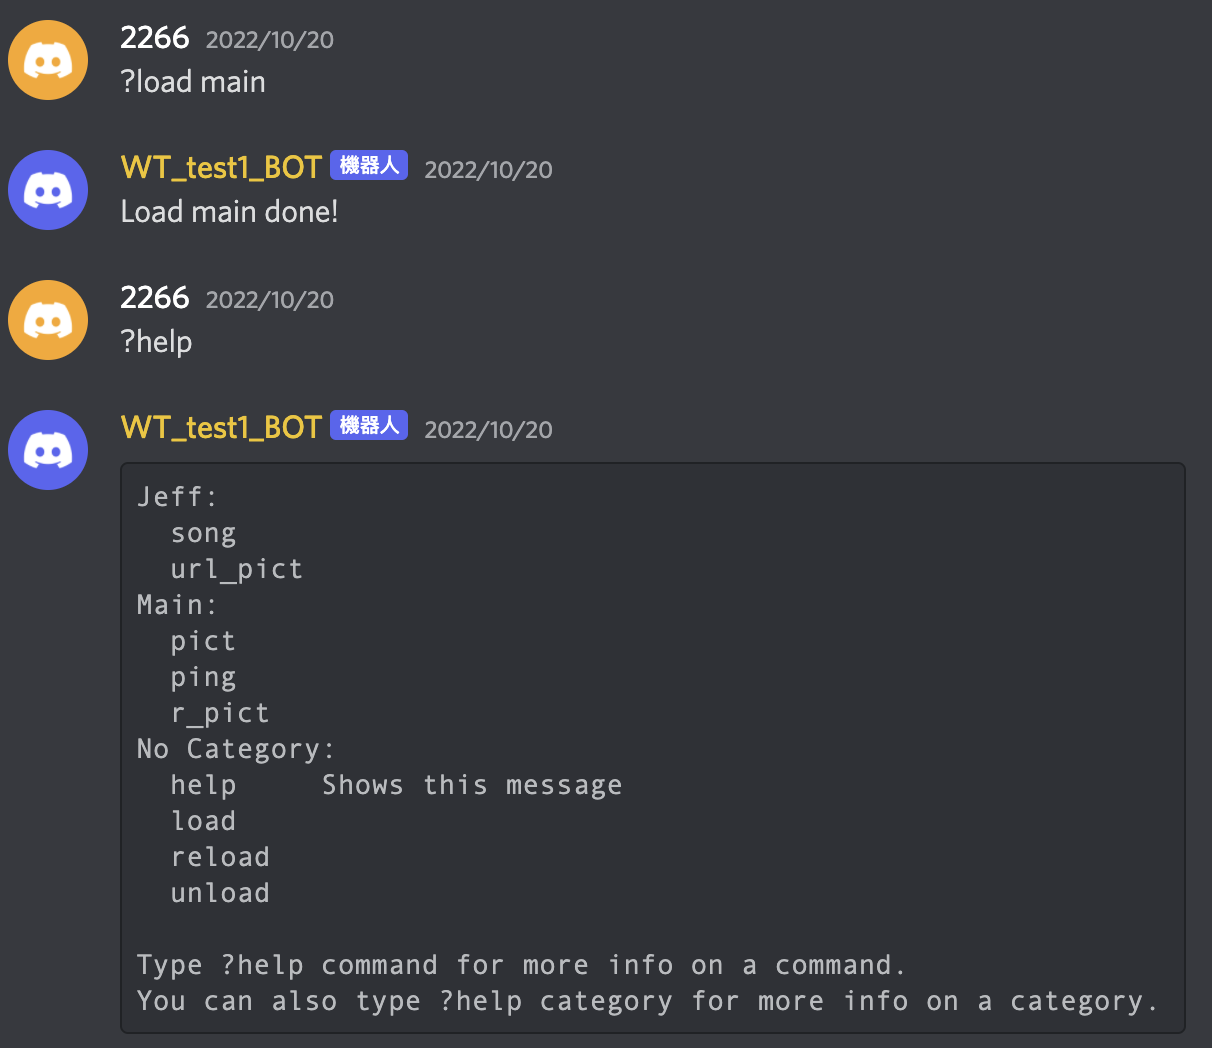 2266 2022/10/20
?load main
WT_test1_BOT 機器人 2022/10/20
Load main done!
2266 2022/10/20
?help
WT_test1_BOT 機器人 2022/10/20
Jeff:
  song
  url_pict
Main:
  pict
  ping
  r_pict
No Category:
  help     Shows this message
  load
  reload
  unload

Type ?help command for more info on a command.
You can also type ?help category for more info on a category.